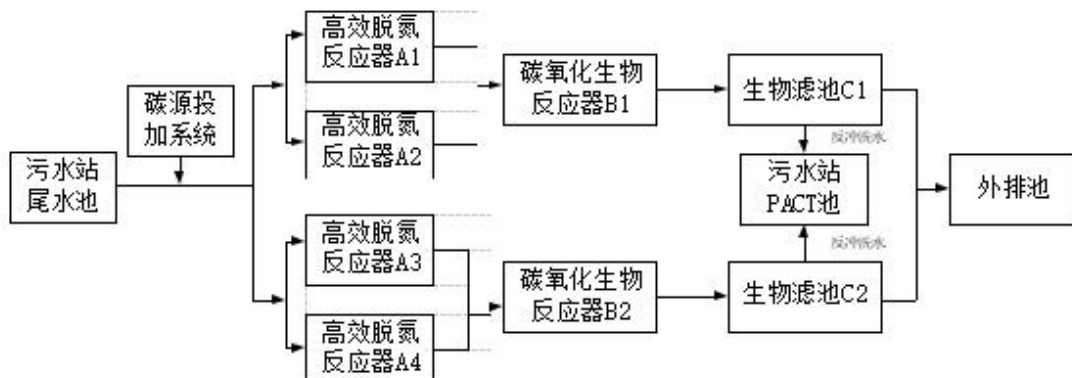 高效脱氮
反应器A1
碳源投
加系统
高效脱氮
反应器A2
碳氧化生物
反应器B1
生物滤池C1
反冲洗水
污水站
尾水池
污水站
PACT池
外排池
高效脱氮
反应器A3
反冲洗水
碳氧化生物
反应器B2
生物滤池C2
高效脱氮
反应器A4